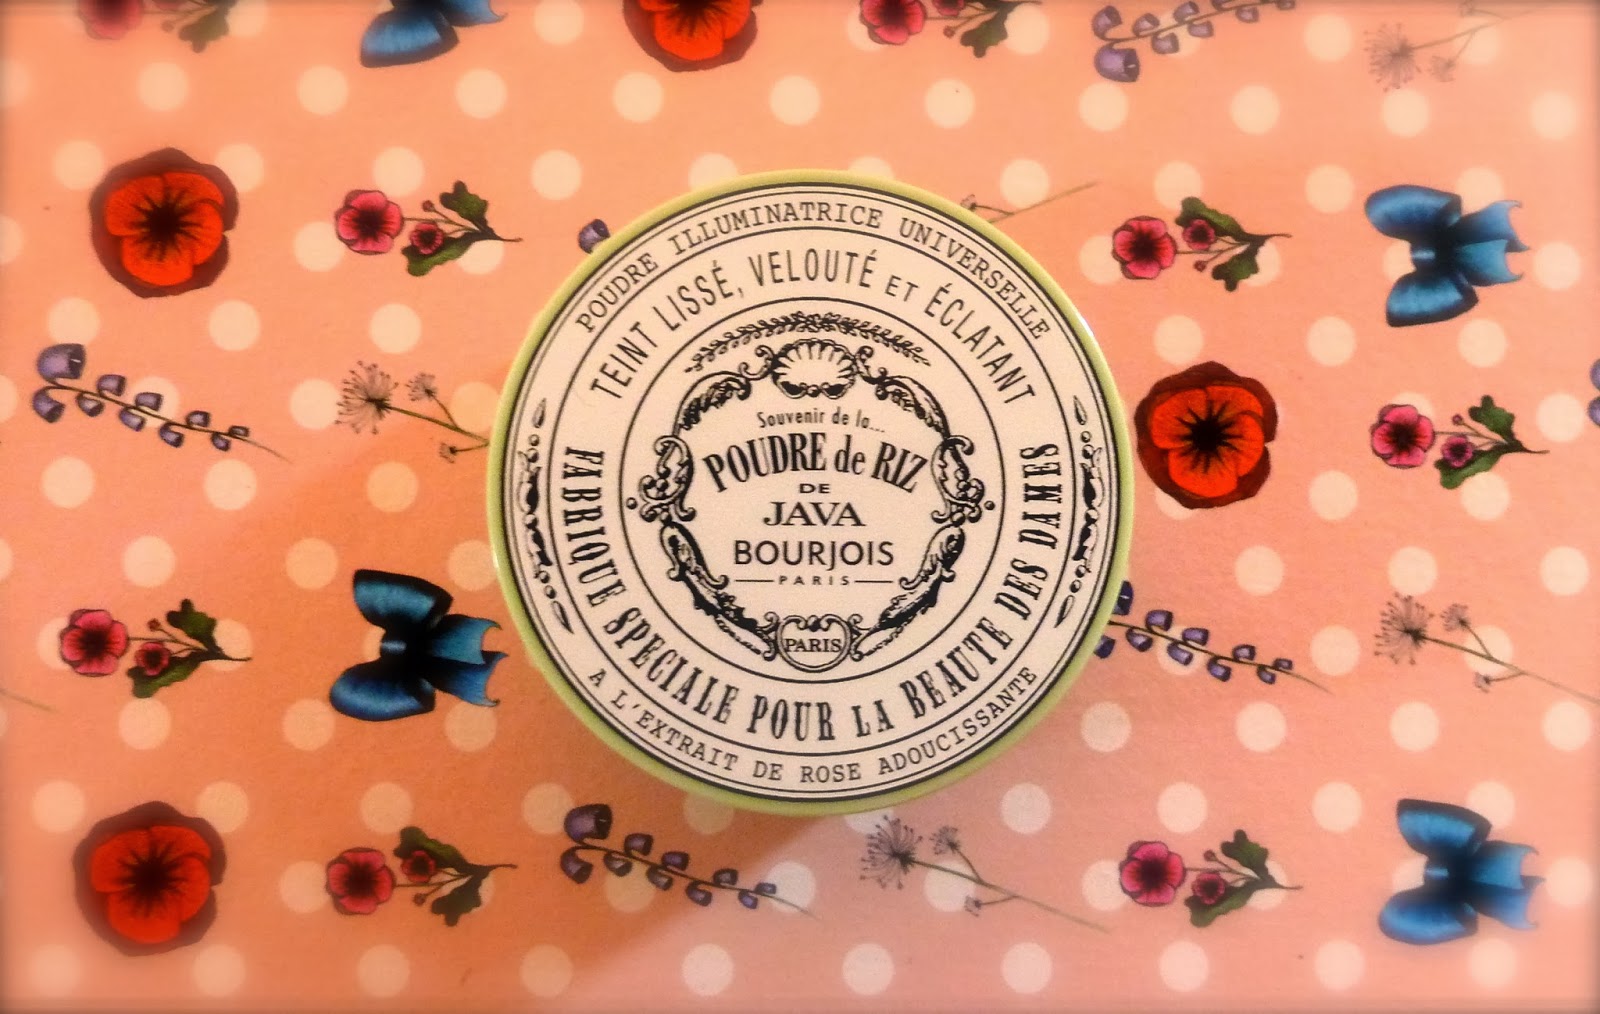 POUDRE ILLUMINATRICE UNIVERSELLE
TEINT LISSÉ, VELOUTÉ ET ÉCLATANT
Souvenir de la...
POUDRE de RIZ
DE
JAVA
BOURJOIS
PARIS
PARIS
FABRIQUE SPECIALE POUR LA BEAUTE DES DAMES
A L'EXTRAIT DE ROSE ADOUCISSANTE